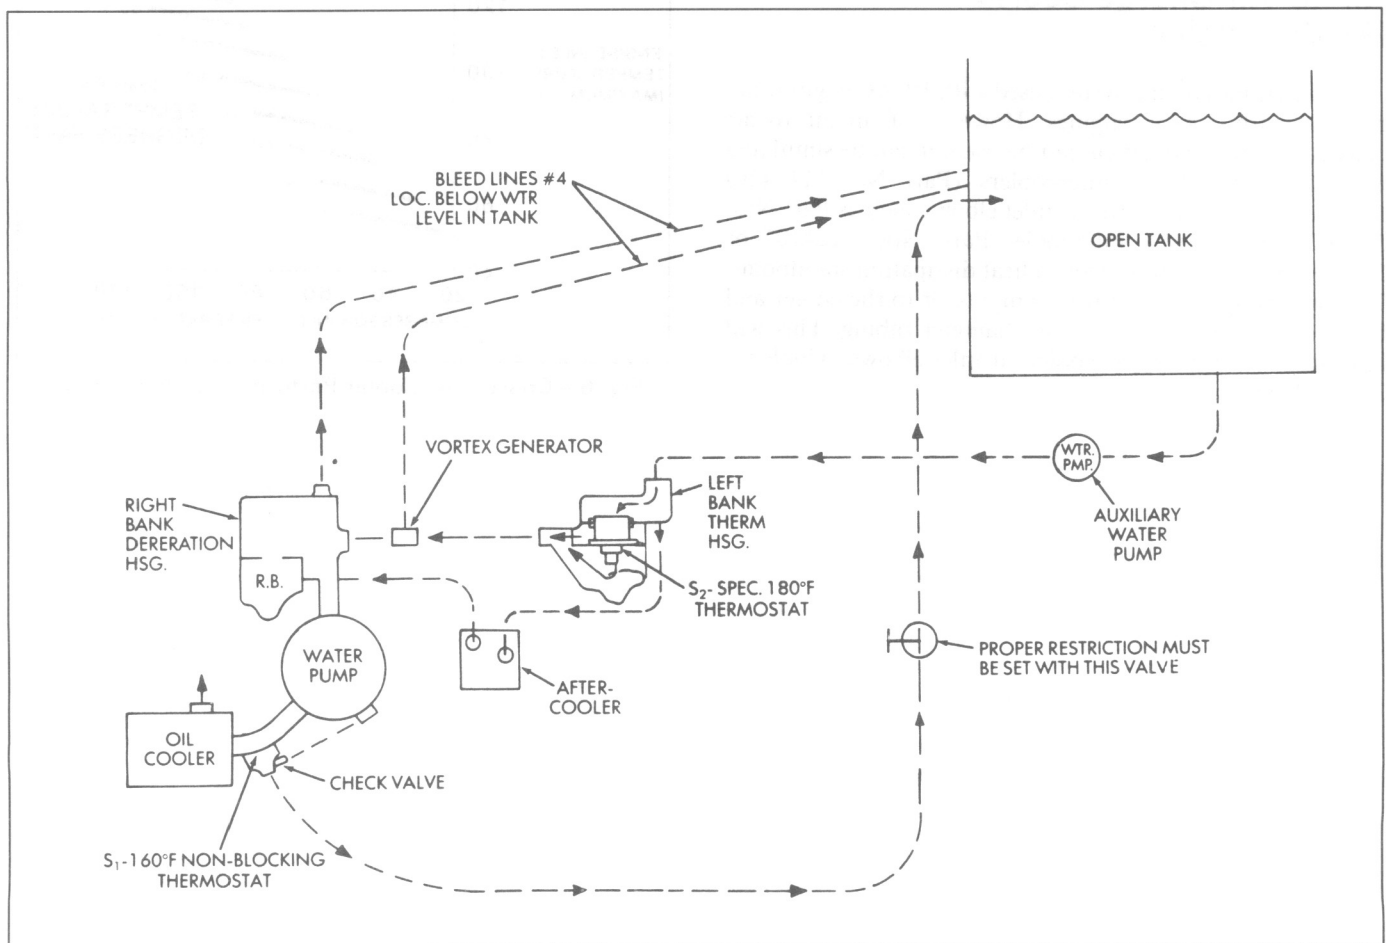 BLEED LINES #4
LOC. BELOW WTR
LEVEL IN TANK
OPEN TANK
VORTEX GENERATOR
WTR.
PMP.
LEFT
BANK
THERM
HSG.
AUXILIARY
WATER
PUMP
RIGHT
BANK
DERERATION
HSG.
R.B.
S₂- SPEC. 180°F
THERMOSTAT
PROPER RESTRICTION MUST
BE SET WITH THIS VALVE
WATER
PUMP
AFTER-
COOLER
OIL
COOLER
CHECK VALVE
S₁-160°F NON-BLOCKING
THERMOSTAT